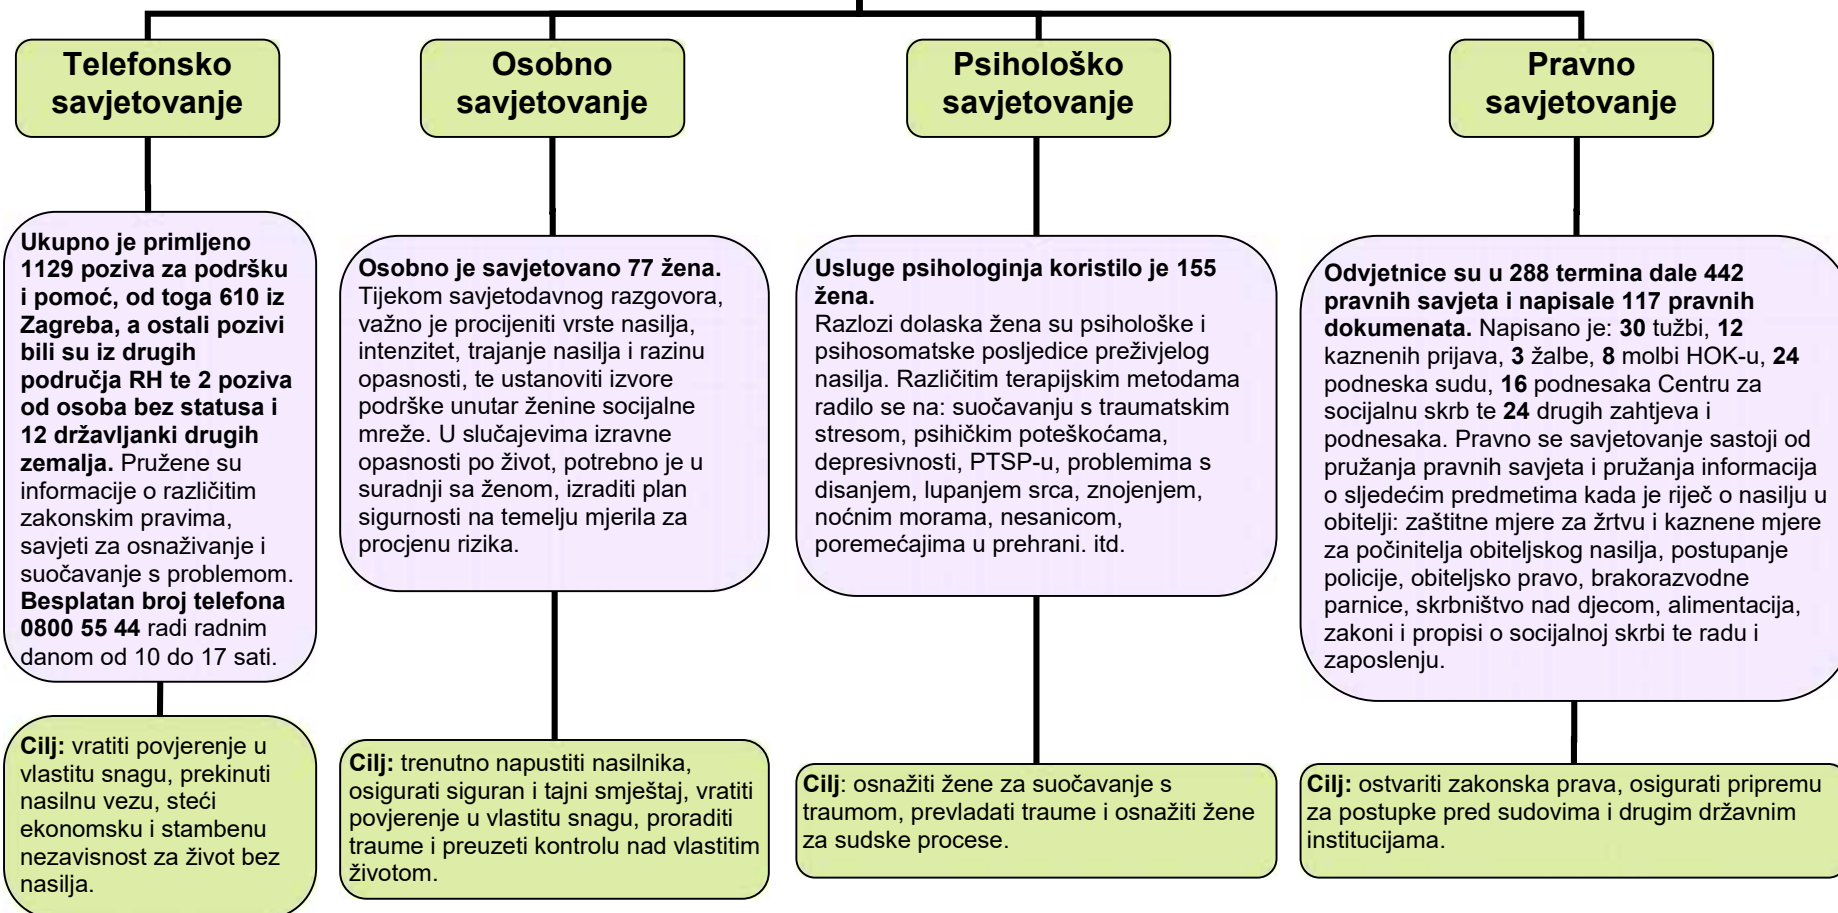 Telefonsko
savjetovanje
Ukupno je primljeno
1129 poziva za podršku
i pomoć, od toga 610 iz
Zagreba, a ostali pozivi
bili su iz drugih
područja RH te 2 poziva
od osoba bez statusa i
12 državljanki drugih
zemalja. Pružene su
informacije o različitim
zakonskim pravima,
savjeti za osnaživanje i
suočavanje s problemom.
Besplatan broj telefona
0800 55 44 radi radnim
danom od 10 do 17 sati.
Cilj: vratiti povjerenje u
vlastitu snagu, prekinuti
nasilnu vezu, steći
ekonomsku i stambenu
nezavisnost za život bez
nasilja.
Osobno
savjetovanje
Osobno je savjetovano 77 žena.
Tijekom savjetodavnog razgovora,
važno je procijeniti vrste nasilja,
intenzitet, trajanje nasilja i razinu
opasnosti, te ustanoviti izvore
podrške unutar ženine socijalne
mreže. U slučajevima izravne
opasnosti po život, potrebno je u
suradnji sa ženom, izraditi plan
sigurnosti na temelju mjerila za
procjenu rizika.
Cilj: trenutno napustiti nasilnika,
osigurati siguran i tajni smještaj, vratiti
povjerenje u vlastitu snagu, proraditi
traume i preuzeti kontrolu nad vlastitim
životom.
Psihološko
savjetovanje
Usluge psihologinja koristilo je 155
žena.
Razlozi dolaska žena su psihološke i
psihosomatske posljedice preživjelog
nasilja. Različitim terapijskim metodama
radilo se na: suočavanju s traumatskim
stresom, psihičkim poteškoćama,
depresivnosti, PTSP-u, problemima s
disanjem, lupanjem srca, znojenjem,
noćnim morama, nesanicom,
poremećajima u prehrani. itd.
Cilj: osnažiti žene za suočavanje s
traumom, prevladati traume i osnažiti žene
za sudske procese.
Pravno
savjetovanje
Odvjetnice su u 288 termina dale 442
pravnih savjeta i napisale 117 pravnih
dokumenata. Napisano je: 30 tužbi, 12
kaznenih prijava, 3 žalbe, 8 molbi HOK-u, 24
podneska sudu, 16 podnesaka Centru za
socijalnu skrb te 24 drugih zahtjeva i
podnesaka. Pravno se savjetovanje sastoji od
pružanja pravnih savjeta i pružanja informacija
o sljedećim predmetima kada je riječ o nasilju u
obitelji: zaštitne mjere za žrtvu i kaznene mjere
za počinitelja obiteljskog nasilja, postupanje
policije, obiteljsko pravo, brakorazvodne
parnice, skrbništvo nad djecom, alimentacija,
zakoni i propisi o socijalnoj skrbi te radu i
zaposlenju.
Cilj: ostvariti zakonska prava, osigurati pripremu
za postupke pred sudovima i drugim državnim
institucijama.